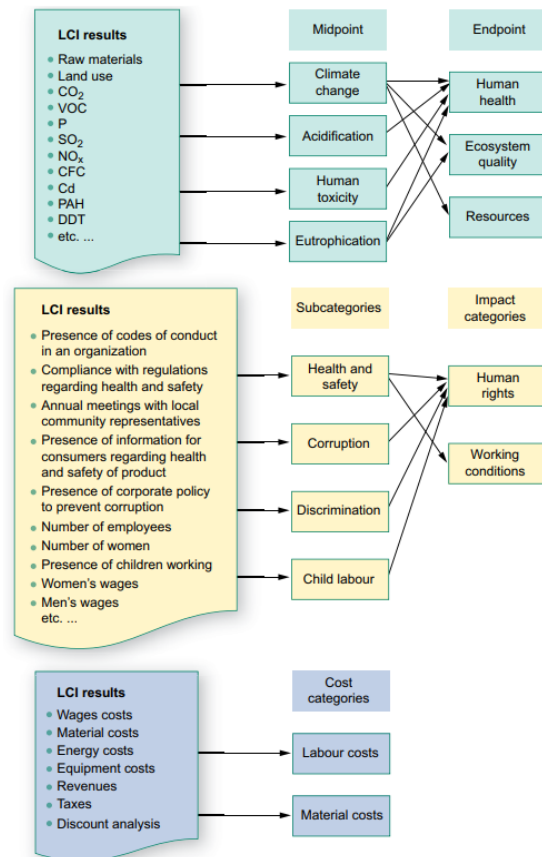 LCI results
Raw materials
Land use
CO₂
VOC
P
SO₂
NOₓ
CFC
Cd
PAH
DDT
etc. ...
Midpoint
Climate
change
Acidification
Human
toxicity
Eutrophication
Endpoint
Human
health
Ecosystem
quality
Resources
LCI results
Presence of codes of conduct
in an organization
Compliance with regulations
regarding health and safety
Annual meetings with local
community representatives
Presence of information for
consumers regarding health
and safety of product
Presence of corporate policy
to prevent corruption
Number of employees
Number of women
Presence of children working
Women's wages
Men's wages
etc. ...
Subcategories
Health and
safety
Corruption
Discrimination
Child labour
Impact
categories
Human
rights
Working
conditions
LCI results
Wages costs
Material costs
Energy costs
Equipment costs
Revenues
Taxes
Discount analysis
Cost
categories
Labour costs
Material costs